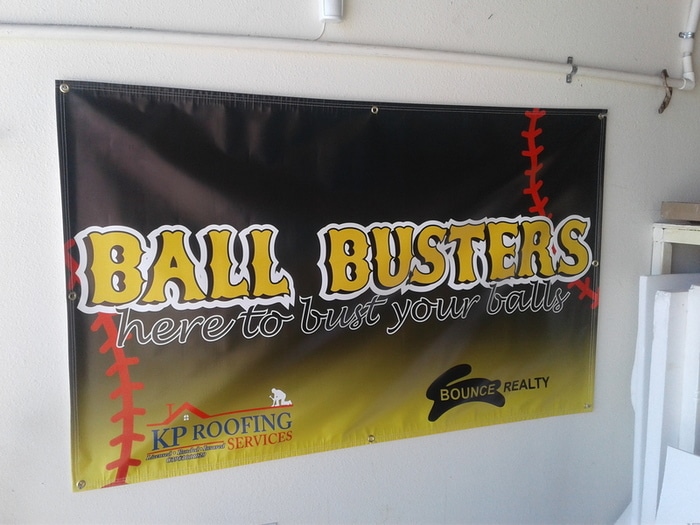 BALL BUSTERS
here to bust your balls
KP ROOFING
SERVICES
BOUNCE REALTY